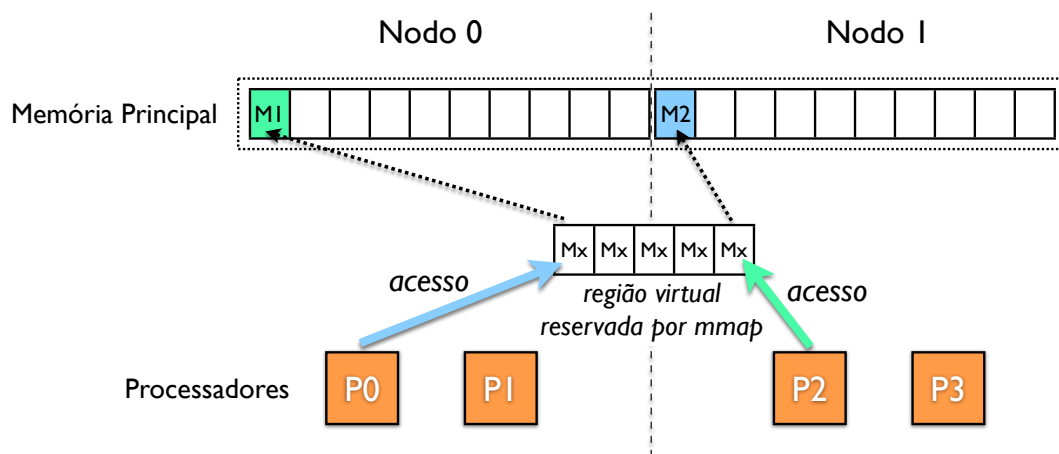 Nodo 0
Nodo 1
Memória Principal
M1
M2
Mx Mx Mx Mx Mx
acesso
acesso
região virtual
reservada por mmap
Processadores
P0
P1
P2
P3